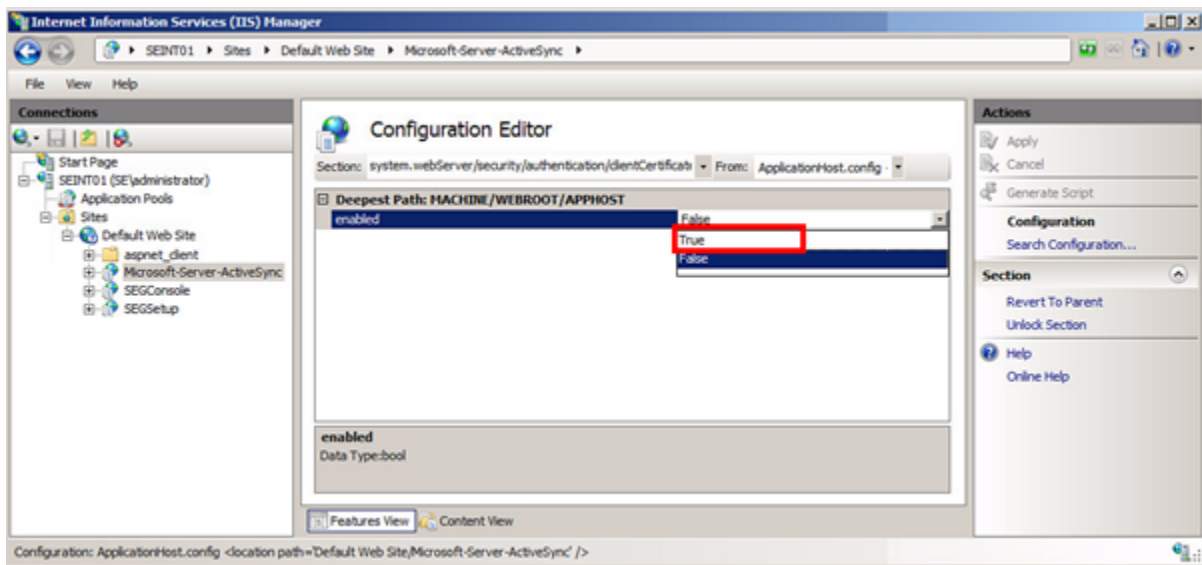 Internet Information Services (IIS) Manager
SEINT01 Sites Default Web Site Microsoft-Server-ActiveSync
File View Help
Connections
Start Page
SEINT01 (SE\administrator)
Application Pools
Sites
Default Web Site
aspnet_client
Microsoft-Server-ActiveSync
SEGConsole
SEGSetup
Configuration Editor
Section: system.webServer/security/authentication/clientCertificate From: ApplicationHost.config
Deepest Path: MACHINE/WEBROOT/APPHOST
enabled False
True
False
enabled
Data Type:bool
Features View Content View
Actions
Apply
Cancel
Generate Script
Configuration
Search Configuration...
Section
Revert To Parent
Unlock Section
Help
Online Help
Configuration: ApplicationHost.config <location path='Default Web Site/Microsoft-Server-ActiveSync' />